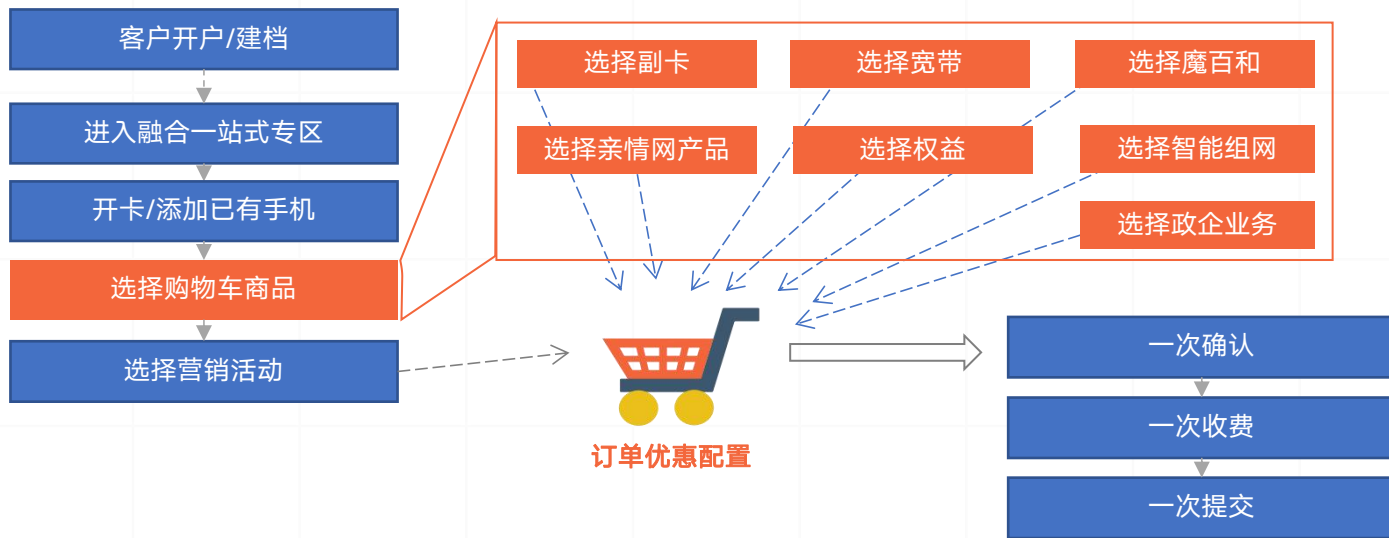 客户开户/建档
进入融合一站式专区
开卡/添加已有手机
选择购物车商品
选择营销活动
选择副卡
选择宽带
选择魔百和
选择亲情网产品
选择权益
选择智能组网
选择政企业务
订单优惠配置
一次确认
一次收费
一次提交